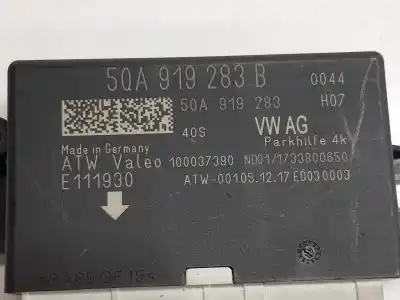 5QA 919 283 B 0044
5QA 919 283 H07
40S VW AG
Parkhilfe 4k
Made in Germany
ATW Valeo 100037380 ND01/1733800650
E111930 ATW-00105.12.17 ED030003